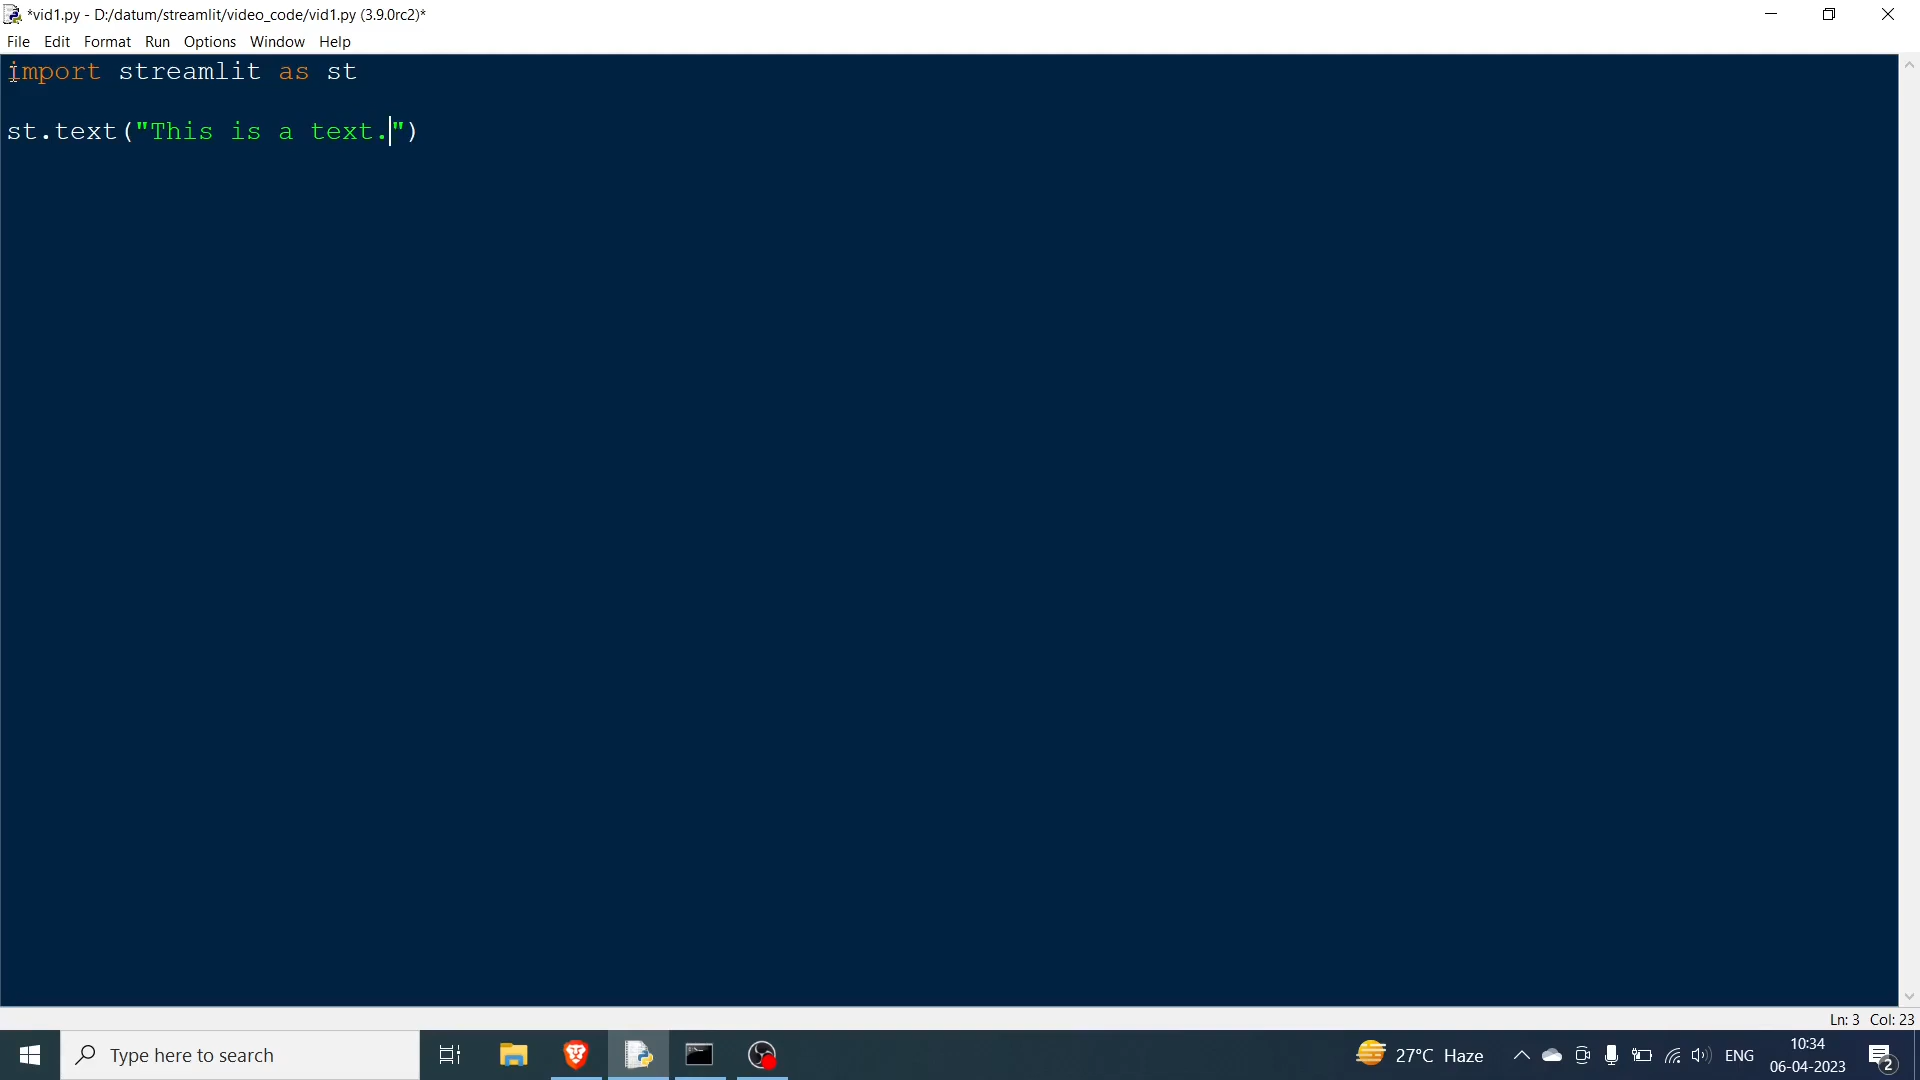 *vid1.py - D:/datum/streamlit/video_code/vid1.py (3.9.0rc2)*
File Edit Format Run Options Window Help
import streamlit as st
st.text("This is a text.")
Ln: 3 Col: 23
Type here to search
27°C Haze
ENG
10:34
06-04-2023
2